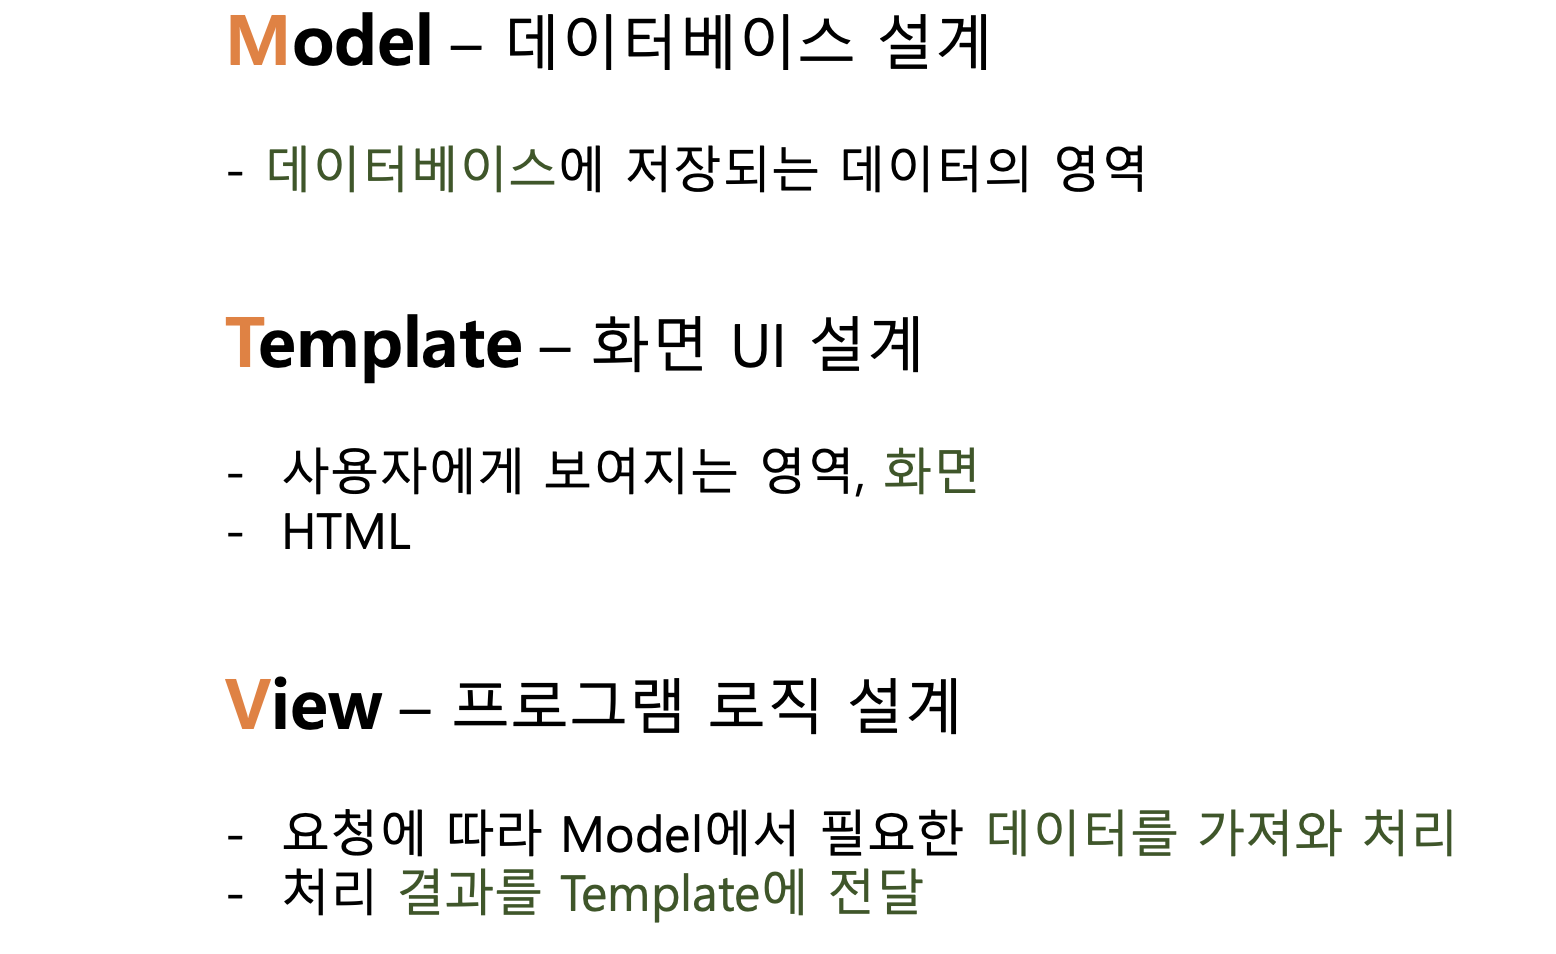 Model – 데이터베이스 설계
- 데이터베이스에 저장되는 데이터의 영역
Template – 화면 UI 설계
- 사용자에게 보여지는 영역, 화면
- HTML
View – 프로그램 로직 설계
- 요청에 따라 Model에서 필요한 데이터를 가져와 처리
- 처리 결과를 Template에 전달